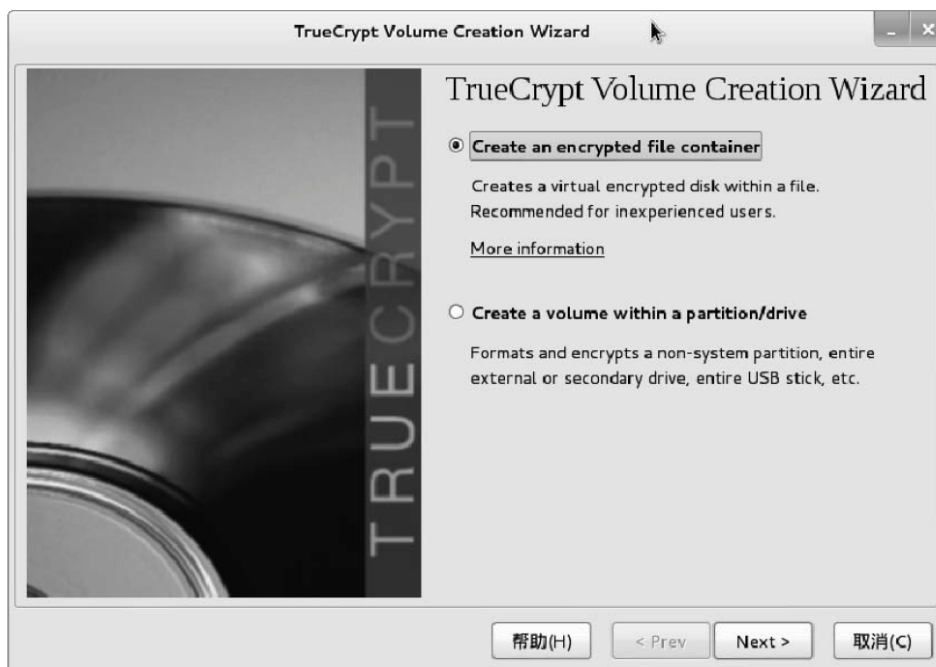 TrueCrypt Volume Creation Wizard
TRUECRYPT
TrueCrypt Volume Creation Wizard
Create an encrypted file container
Creates a virtual encrypted disk within a file.
Recommended for inexperienced users.
More information
Create a volume within a partition/drive
Formats and encrypts a non-system partition, entire
external or secondary drive, entire USB stick, etc.
帮助(H)
< Prev
Next >
取消(C)